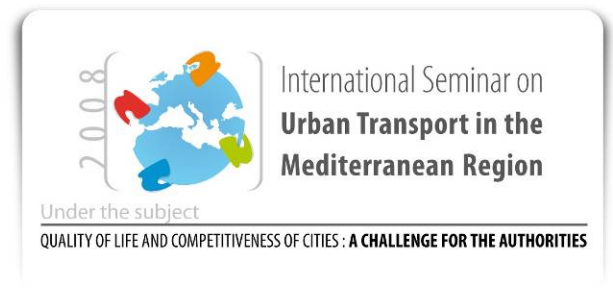 2008
International Seminar on
Urban Transport in the
Mediterranean Region
Under the subject
QUALITY OF LIFE AND COMPETITIVENESS OF CITIES : A CHALLENGE FOR THE AUTHORITIES